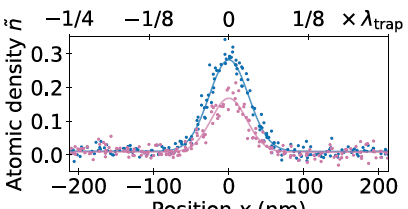 −1/4 −1/8 0 1/8 × λtrap
Atomic density ñ
0.3
0.2
0.1
0.0
−200 −100 0 100 200
Position x (nm)